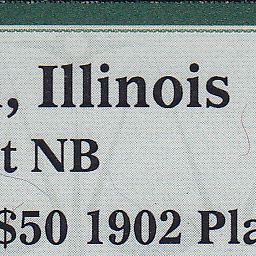 , Illinois
t NB
$50 1902 Pla